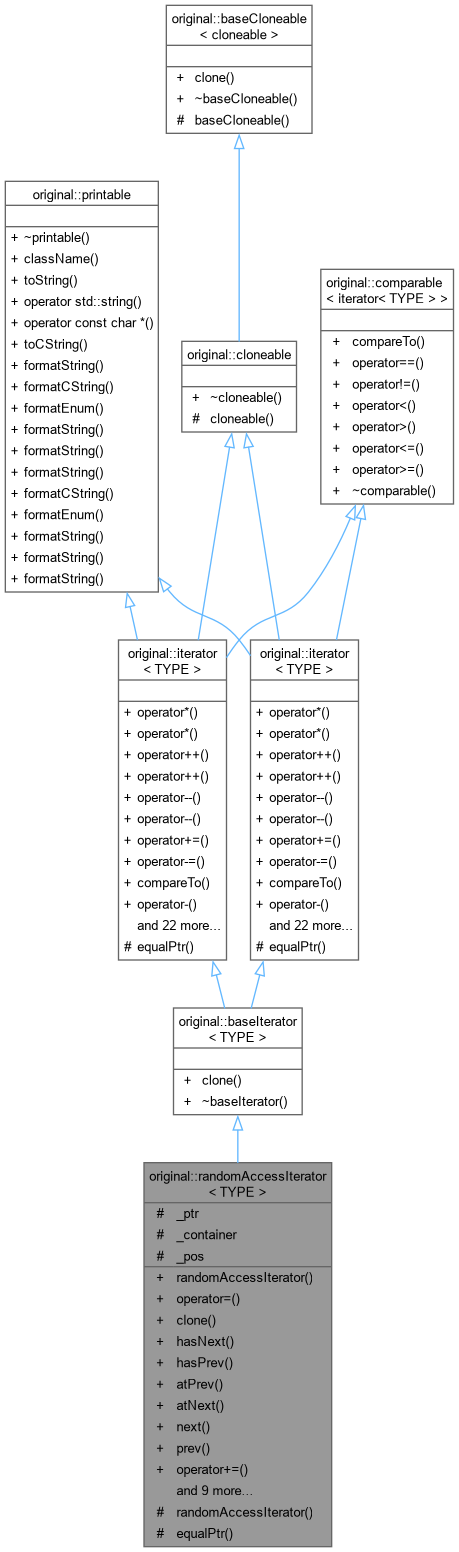 original::baseCloneable
< cloneable >
+ clone()
+ ~baseCloneable()
# baseCloneable()
original::printable
+ ~printable()
+ className()
+ toString()
+ operator std::string()
+ operator const char *()
+ toCString()
+ formatString()
+ formatCString()
+ formatEnum()
+ formatString()
+ formatString()
+ formatString()
+ formatCString()
+ formatEnum()
+ formatString()
+ formatString()
+ formatString()
original::cloneable
+ ~cloneable()
# cloneable()
original::comparable
< iterator< TYPE > >
+ compareTo()
+ operator==()
+ operator!=()
+ operator<()
+ operator>()
+ operator<=()
+ operator>=()
+ ~comparable()
original::iterator
< TYPE >
+ operator*()
+ operator*()
+ operator++()
+ operator++()
+ operator--()
+ operator--()
+ operator+=()
+ operator-=()
+ compareTo()
+ operator-()
and 22 more...
# equalPtr()
original::iterator
< TYPE >
+ operator*()
+ operator*()
+ operator++()
+ operator++()
+ operator--()
+ operator--()
+ operator+=()
+ operator-=()
+ compareTo()
+ operator-()
and 22 more...
# equalPtr()
original::baseIterator
< TYPE >
+ clone()
+ ~baseIterator()
original::randomAccessIterator
< TYPE >
# _ptr
# _container
# _pos
+ randomAccessIterator()
+ operator=()
+ clone()
+ hasNext()
+ hasPrev()
+ atPrev()
+ atNext()
+ next()
+ prev()
+ operator+=()
and 9 more...
# randomAccessIterator()
# equalPtr()